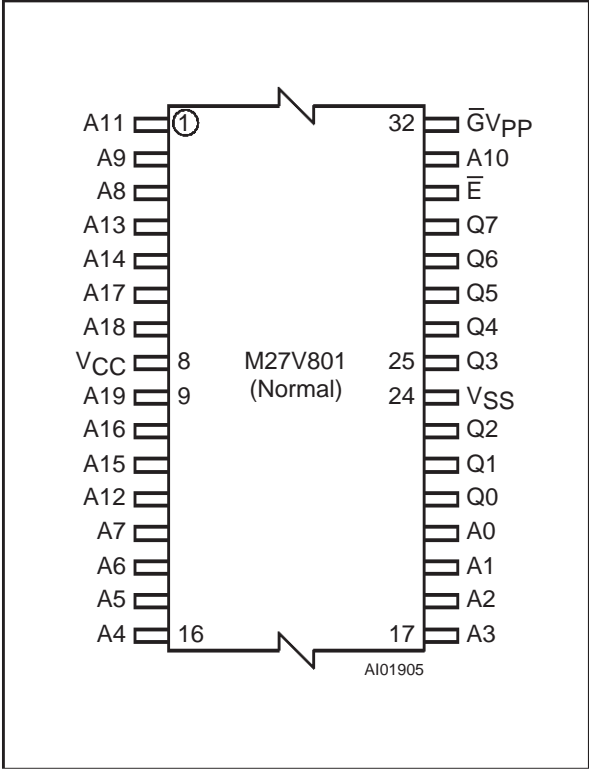 A11 1 32 G̅VPP
A9 A10
A8 E̅
A13 Q7
A14 Q6
A17 Q5
A18 Q4
VCC 8 M27V801 25 Q3
A19 9 (Normal) 24 VSS
A16 Q2
A15 Q1
A12 Q0
A7 A0
A6 A1
A5 A2
A4 16 17 A3
AI01905